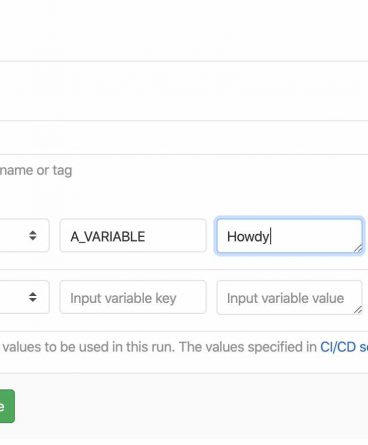 name or tag
A_VARIABLE
Howdy
Input variable key
Input variable value
values to be used in this run. The values specified in CI/CD